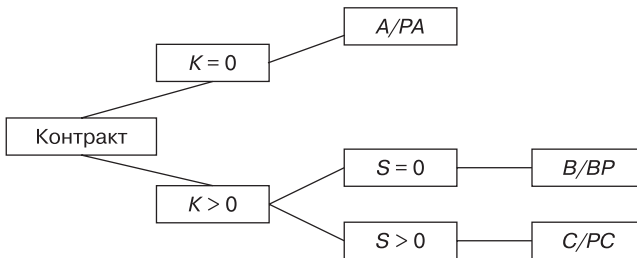 A/PA
K = 0
Контракт
S = 0
B/BP
K > 0
S > 0
C/PC